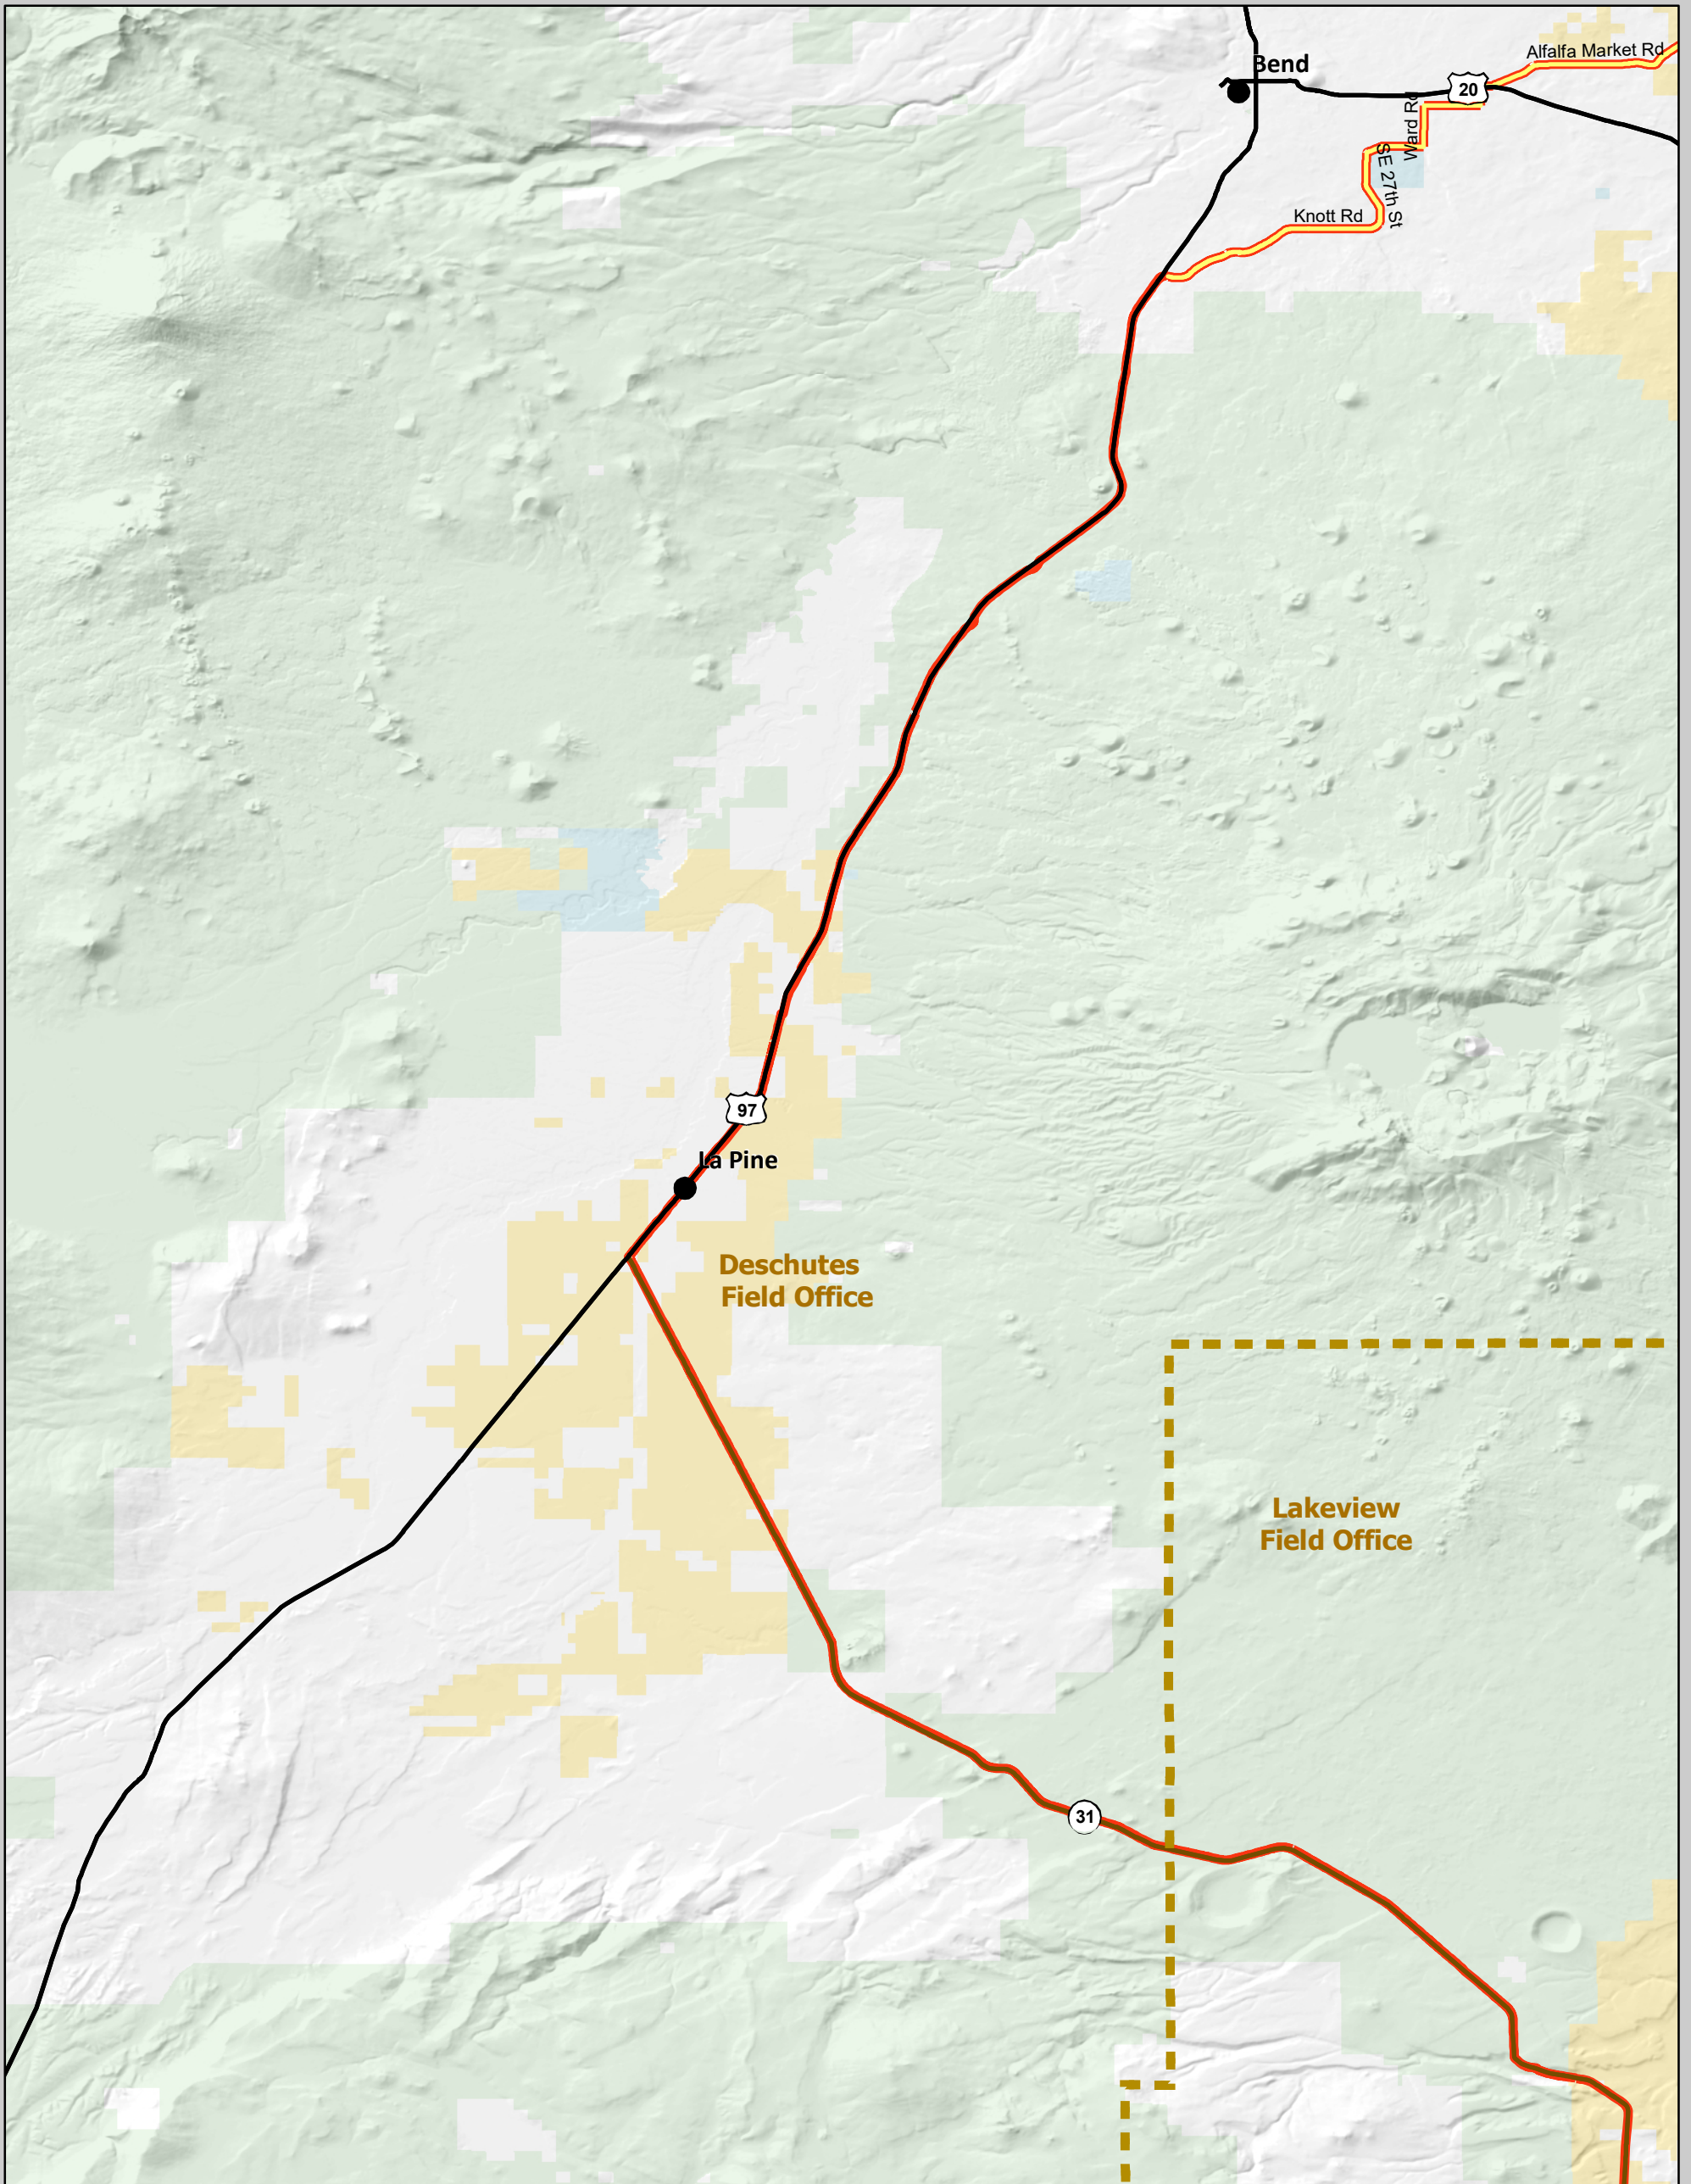 Alfalfa Market Rd
Bend
20
Ward Rd
SE 27th St
Knott Rd
97
La Pine
Deschutes
Field Office
Lakeview
Field Office
31